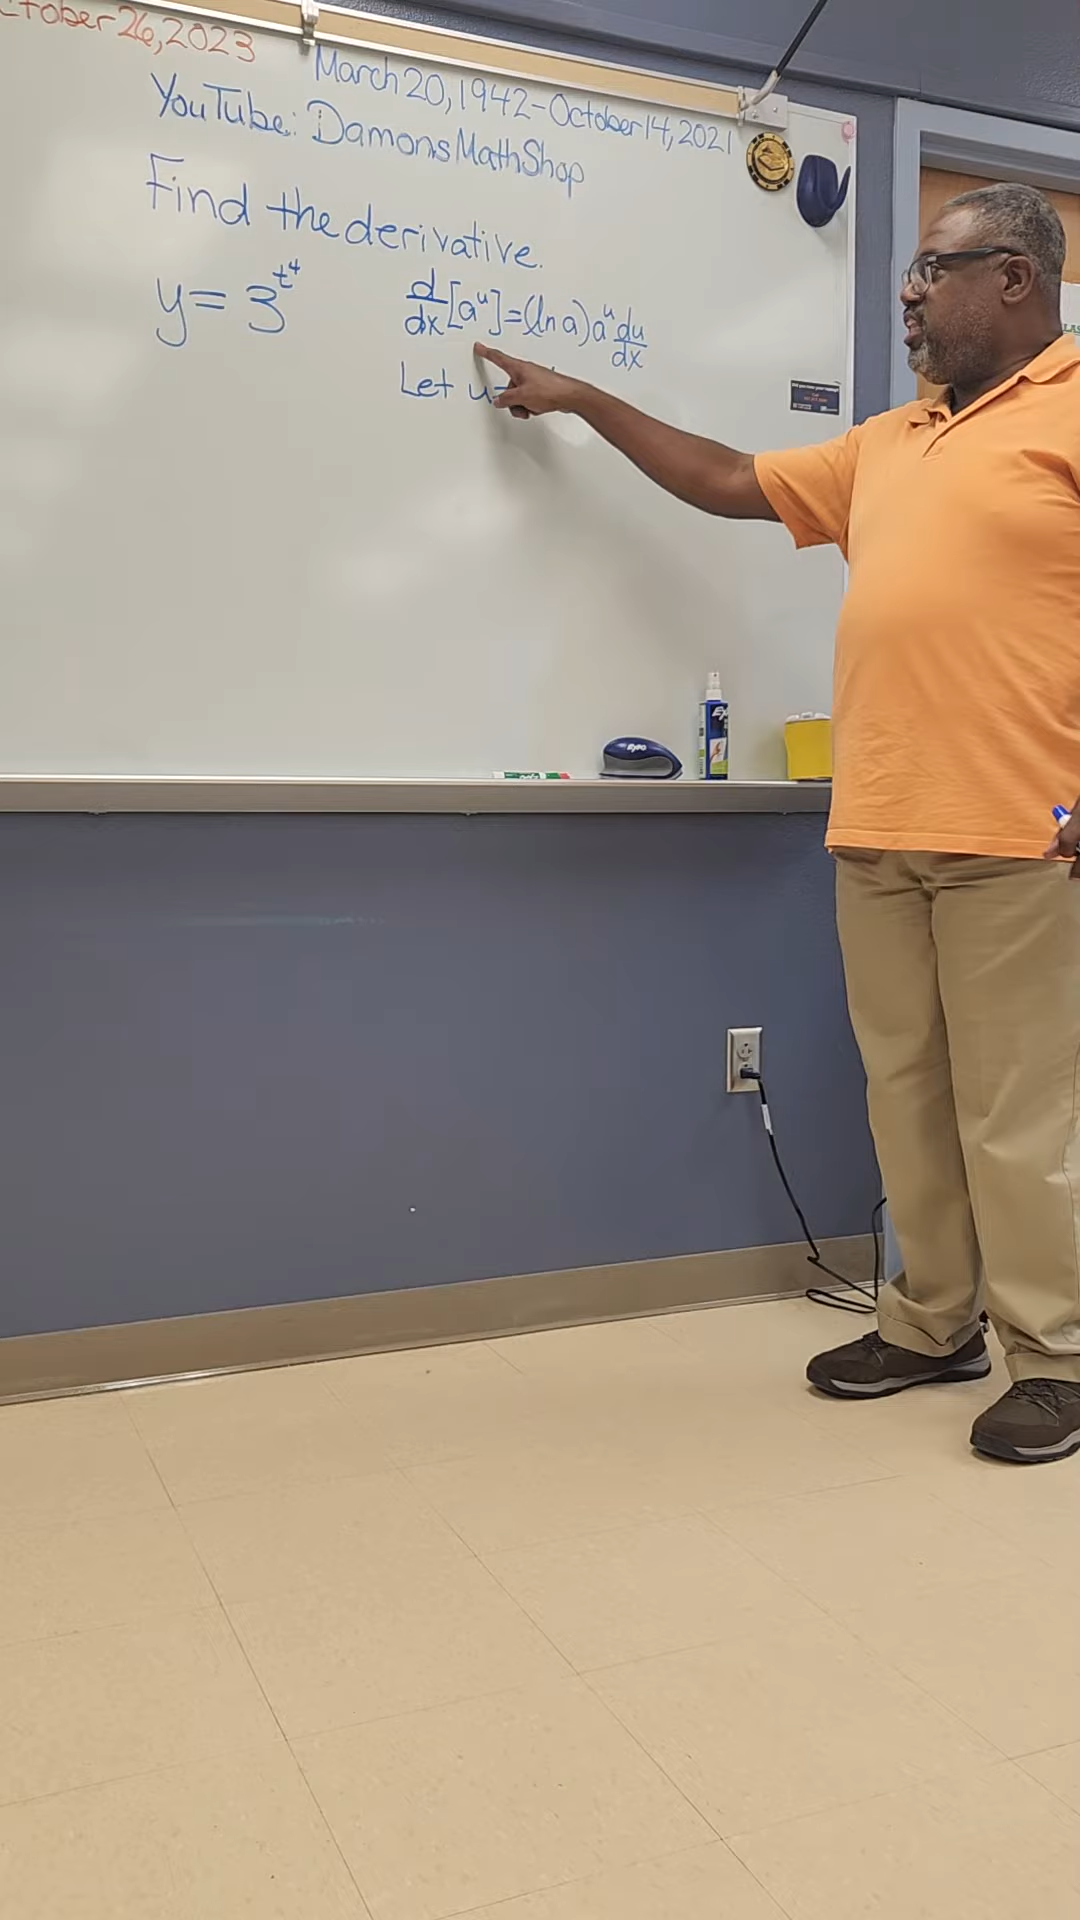 26, 2023
March 20, 1942 - October 14, 2021
YouTube: DamonsMathShop
Find the derivative.
y = 3^t^4
d/dx [a^u] = (ln a) a^u du/dx
Let u =
EXPO